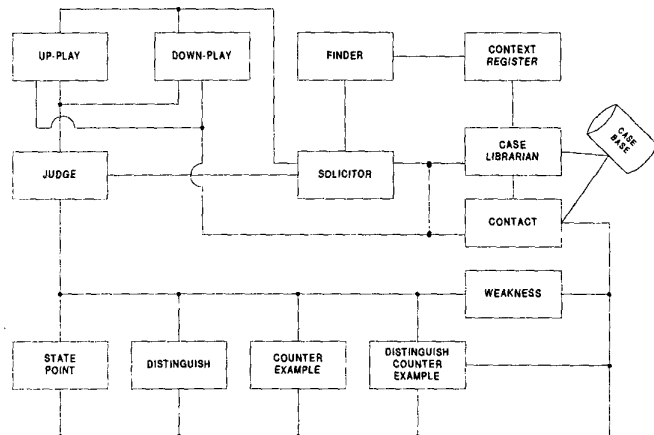 UP-PLAY
DOWN-PLAY
FINDER
CONTEXT
REGISTER
CASE
BASE
CASE
LIBRARIAN
JUDGE
SOLICITOR
CONTACT
WEAKNESS
STATE
POINT
DISTINGUISH
COUNTER
EXAMPLE
DISTINGUISH
COUNTER
EXAMPLE